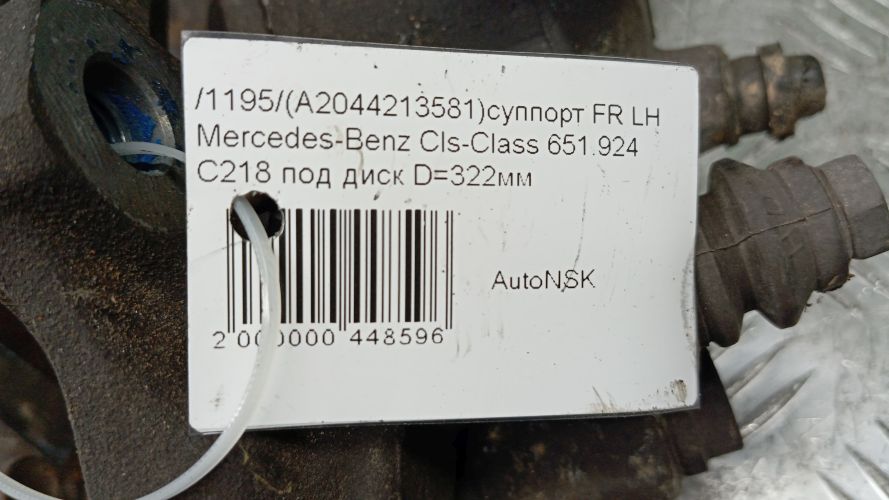 /1195/(A2044213581)суппорт FR LH
Mercedes-Benz Cls-Class 651.924
C218 под диск D=322мм
AutoNSK
2 000000 448596